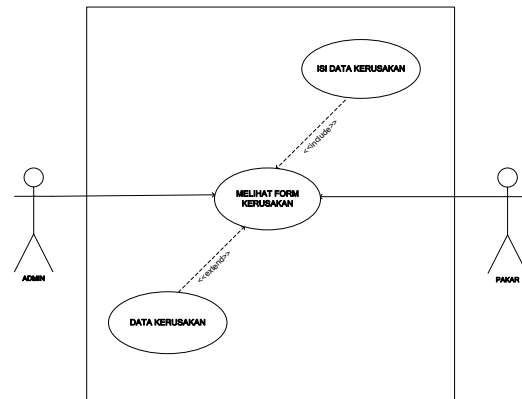 ISI DATA KERUSAKAN
<<include>>
MELIHAT FORM
KERUSAKAN
ADMIN
PAKAR
<<extend>>
DATA KERUSAKAN